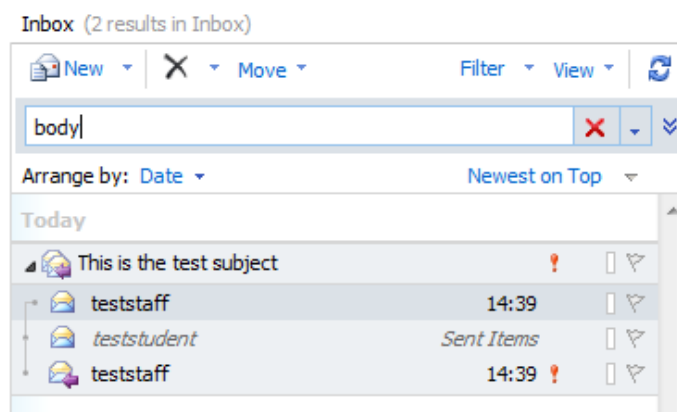 Inbox (2 results in Inbox)
New Move Filter View
body
Arrange by: Date Newest on Top
Today
This is the test subject
teststaff 14:39
teststudent Sent Items
teststaff 14:39